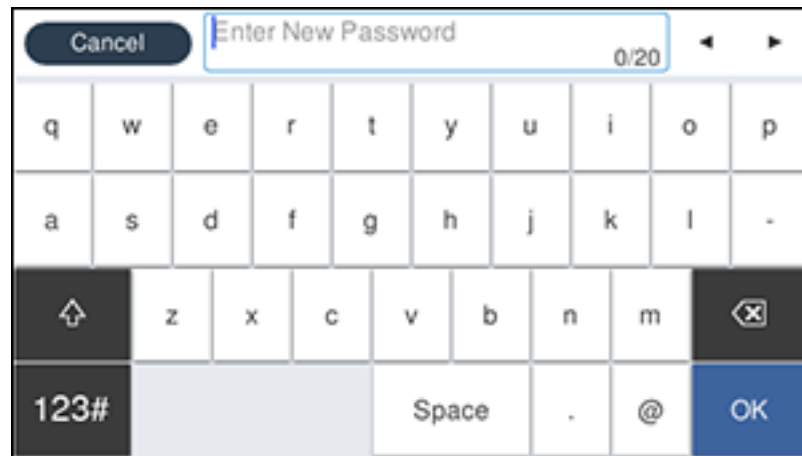 Cancel Enter New Password
0/20
q w e r t y u i o p
a s d f g h j k l -
z x c v b n m
123# Space . @ OK